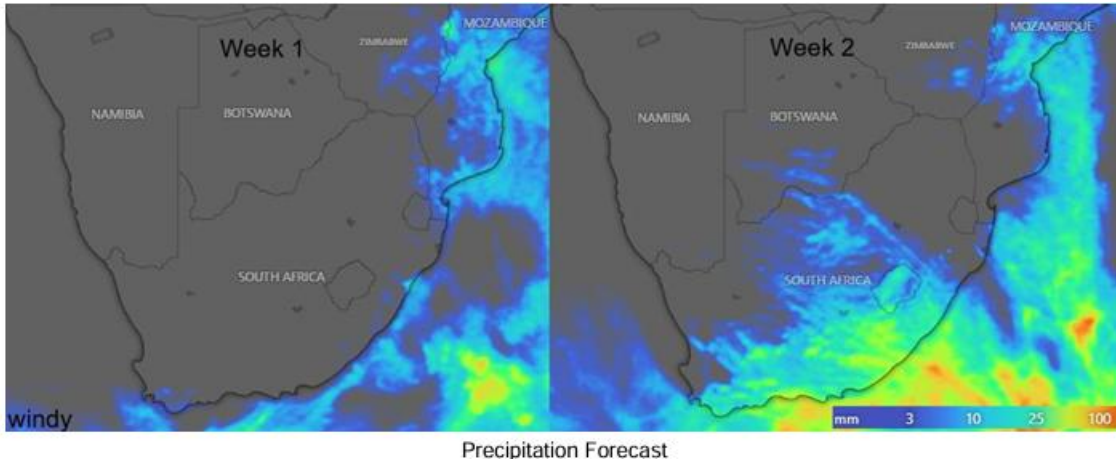 Week 1
ZIMBABWE
MOZAMBIQUE
NAMIBIA
BOTSWANA
SOUTH AFRICA
windy
Week 2
ZIMBABWE
MOZAMBIQUE
NAMIBIA
BOTSWANA
SOUTH AFRICA
mm 3 10 25 100
Precipitation Forecast